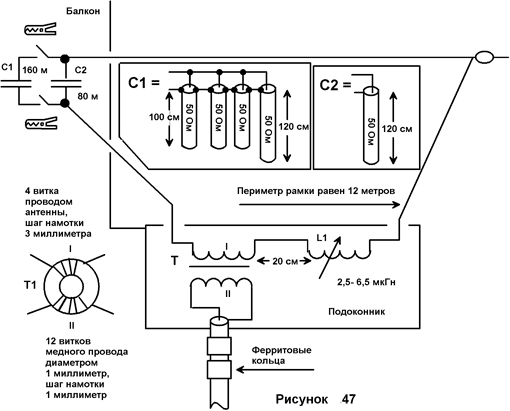 Балкон
C1
160 м
C2
80 м
C1 =
50 Ом
50 Ом
50 Ом
50 Ом
100 см
120 см
C2 =
50 Ом
120 см
Периметр рамки равен 12 метров
4 витка
проводом
антенны,
шаг намотки
3 миллиметра
I
T1
II
12 витков
медного провода
диаметром
1 миллиметр,
шаг намотки
1 миллиметр
T
I
II
20 см
L1
2,5- 6,5 мкГн
Подоконник
Ферритовые
кольца
Рисунок 47